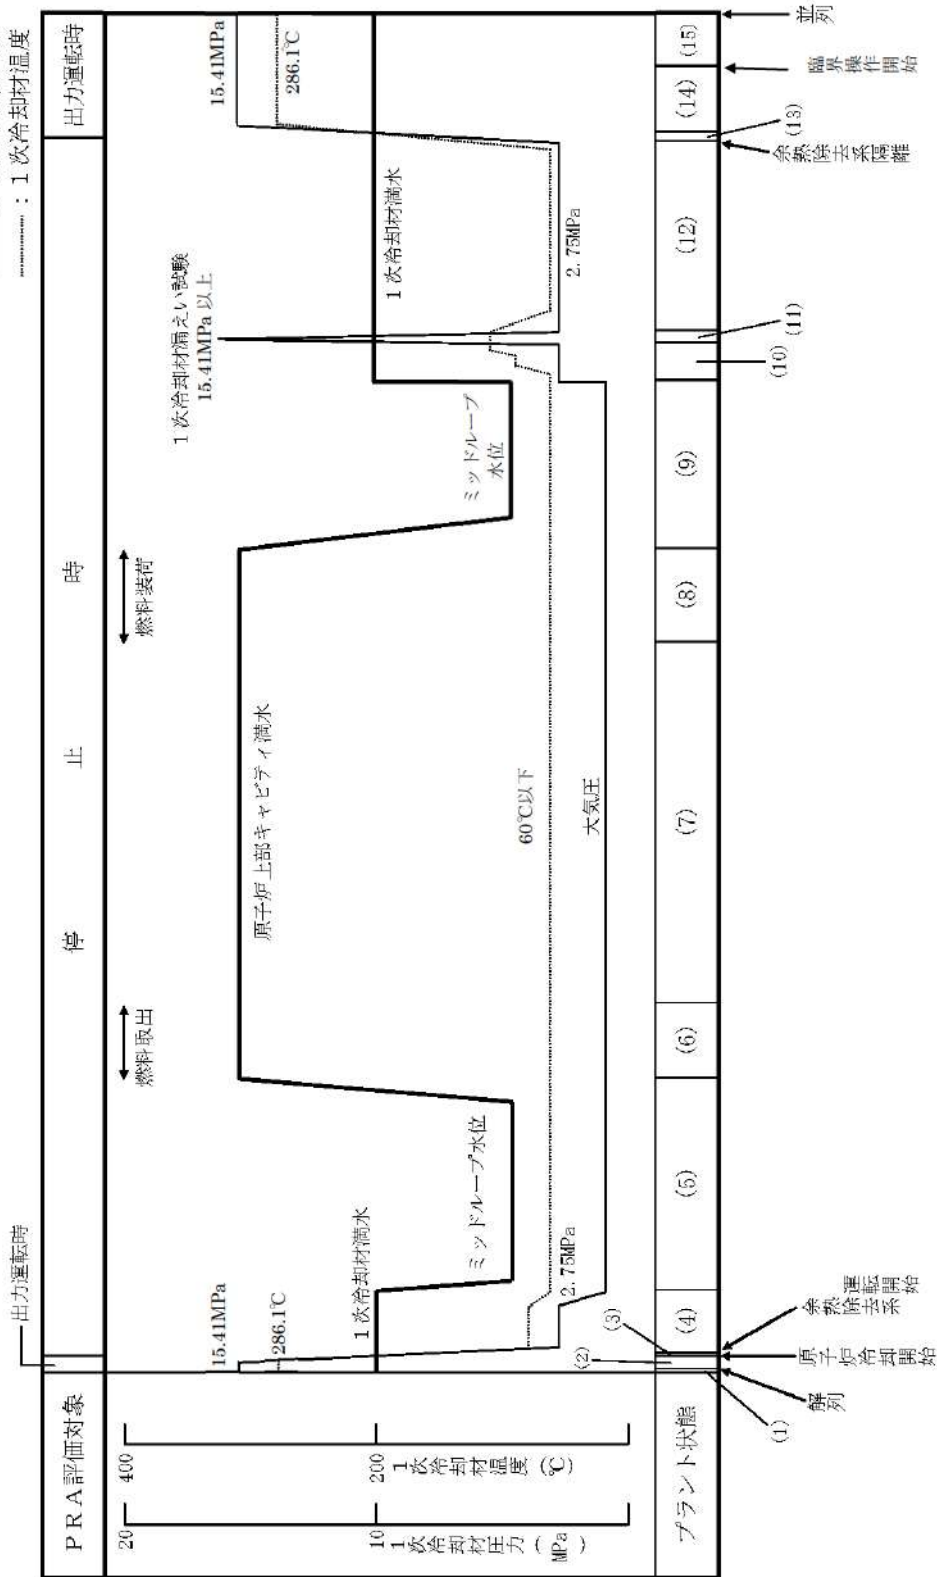 ┈┈ : 1 次冷却材温度
出力運転時
PRA評価対象
停 止 時
出力運転時
20
400
燃料取出
燃料装荷
1 次冷却材漏えい試験
15.41MPa 以上
15.41MPa
286.1℃
原子炉上部キャビティ満水
15.41MPa
286.1℃
10
200
1 次冷却材満水
1 次冷却材満水
1次冷却材圧力(MPa)
1次冷却材温度(℃)
ミッドループ水位
ミッドループ
水位
60℃以下
2.75MPa
2.75MPa
大気圧
プラント状態
(2)
(4)
(5)
(6)
(7)
(8)
(9)
(12)
(14)
(15)
(3)
(1)
(10)
(11)
(13)
解列
原子炉冷却開始
余熱除去系
運転開始
余熱除去系隔離
臨界操作開始
並列